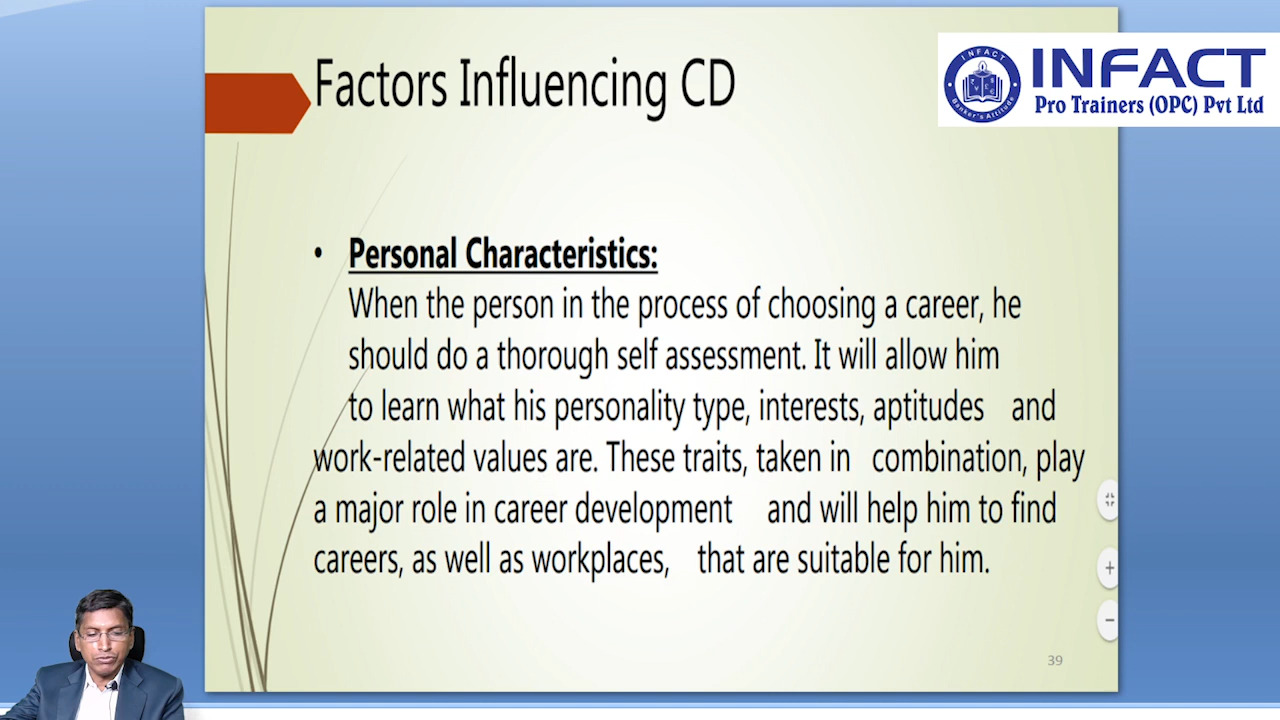 Factors Influencing CD
INFACT
Pro Trainers (OPC) Pvt Ltd
INFACT
Banker's Attitude
• Personal Characteristics:
When the person in the process of choosing a career, he
should do a thorough self assessment. It will allow him
to learn what his personality type, interests, aptitudes and
work-related values are. These traits, taken in combination, play
a major role in career development and will help him to find
careers, as well as workplaces, that are suitable for him.
39